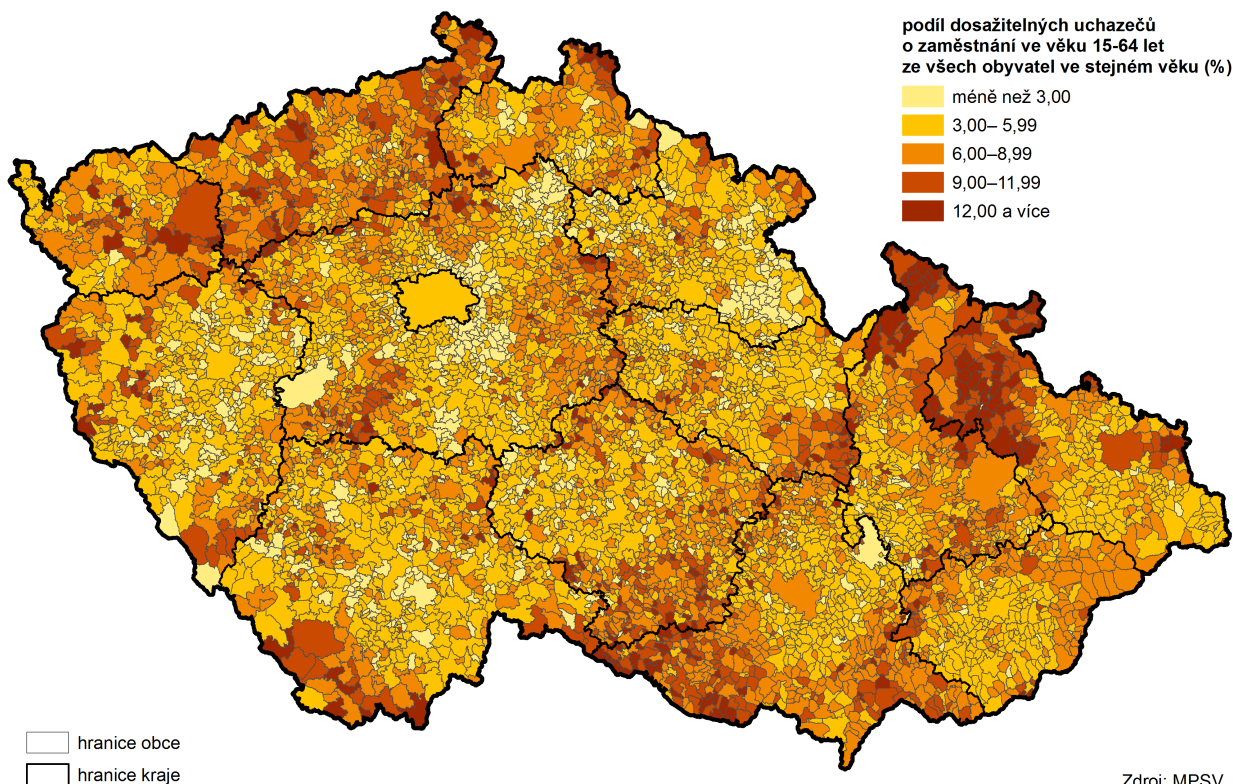 podíl dosažitelných uchazečů
o zaměstnání ve věku 15-64 let
ze všech obyvatel ve stejném věku (%)
méně než 3,00
3,00– 5,99
6,00–8,99
9,00–11,99
12,00 a více
hranice obce
hranice kraje
Zdroj: MPSV